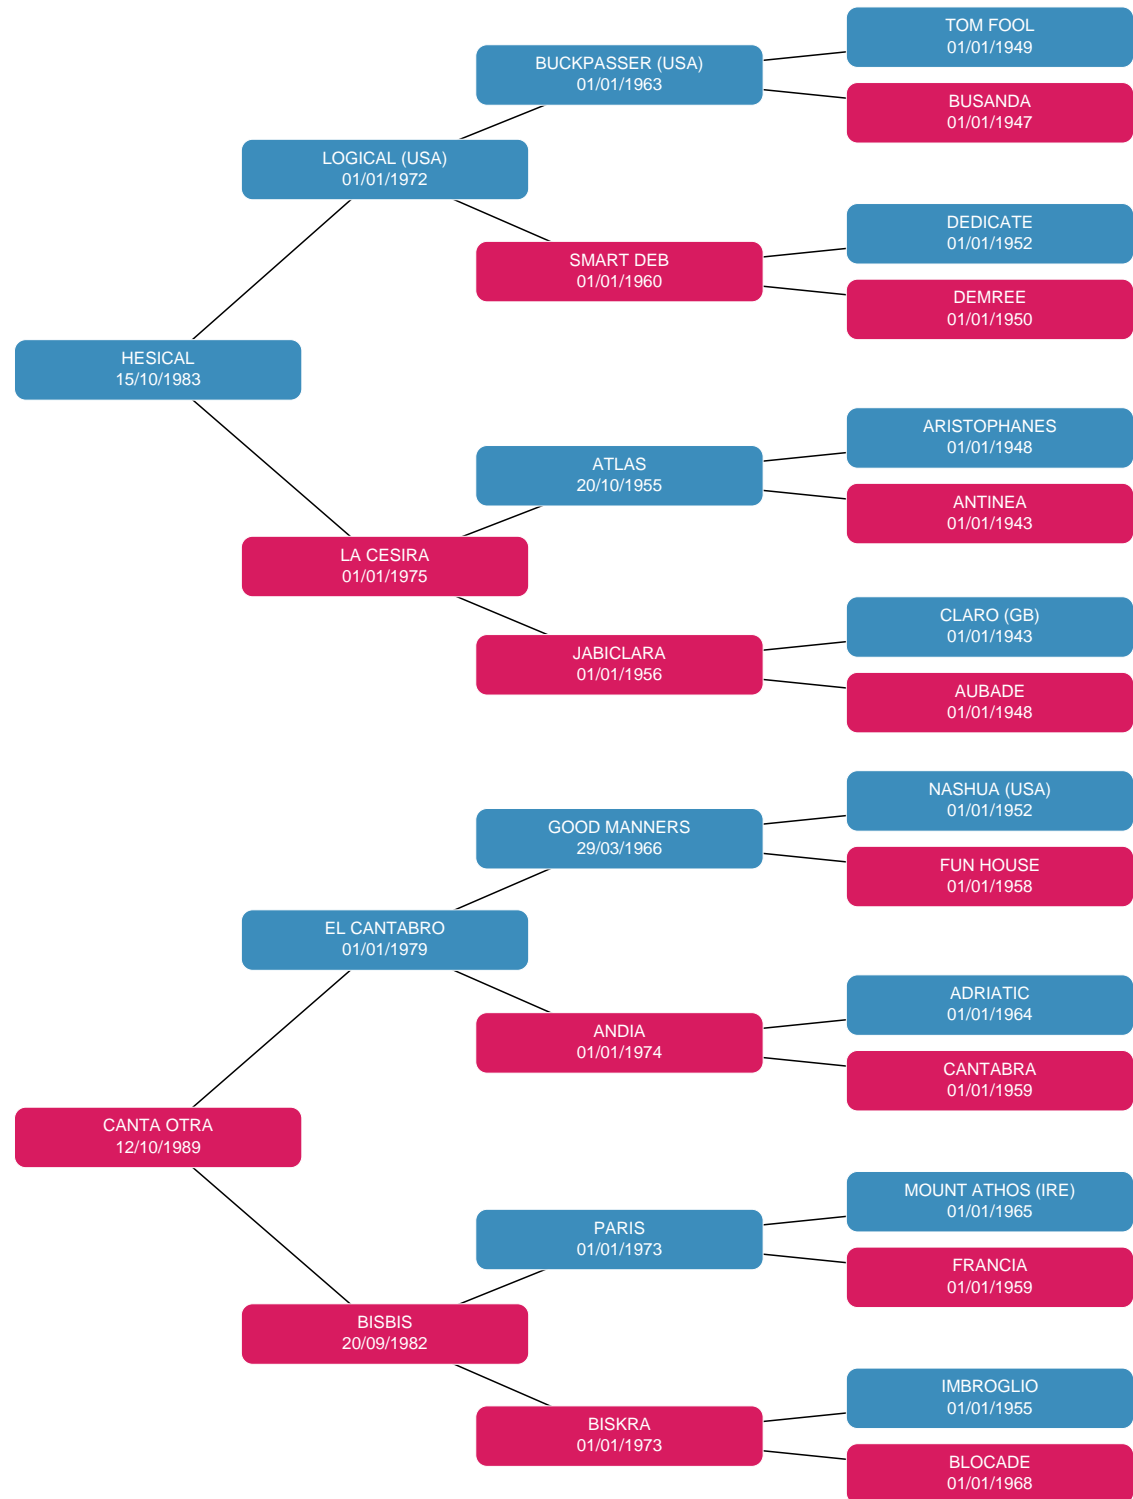 TOM FOOL
01/01/1949
BUCKPASSER (USA)
01/01/1963
BUSANDA
01/01/1947
LOGICAL (USA)
01/01/1972
DEDICATE
01/01/1952
SMART DEB
01/01/1960
DEMREE
01/01/1950
HESICAL
15/10/1983
ARISTOPHANES
01/01/1948
ATLAS
20/10/1955
ANTINEA
01/01/1943
LA CESIRA
01/01/1975
CLARO (GB)
01/01/1943
JABICLARA
01/01/1956
AUBADE
01/01/1948
NASHUA (USA)
01/01/1952
GOOD MANNERS
29/03/1966
FUN HOUSE
01/01/1958
EL CANTABRO
01/01/1979
ADRIATIC
01/01/1964
ANDIA
01/01/1974
CANTABRA
01/01/1959
CANTA OTRA
12/10/1989
MOUNT ATHOS (IRE)
01/01/1965
PARIS
01/01/1973
FRANCIA
01/01/1959
BISBIS
20/09/1982
IMBROGLIO
01/01/1955
BISKRA
01/01/1973
BLOCADE
01/01/1968